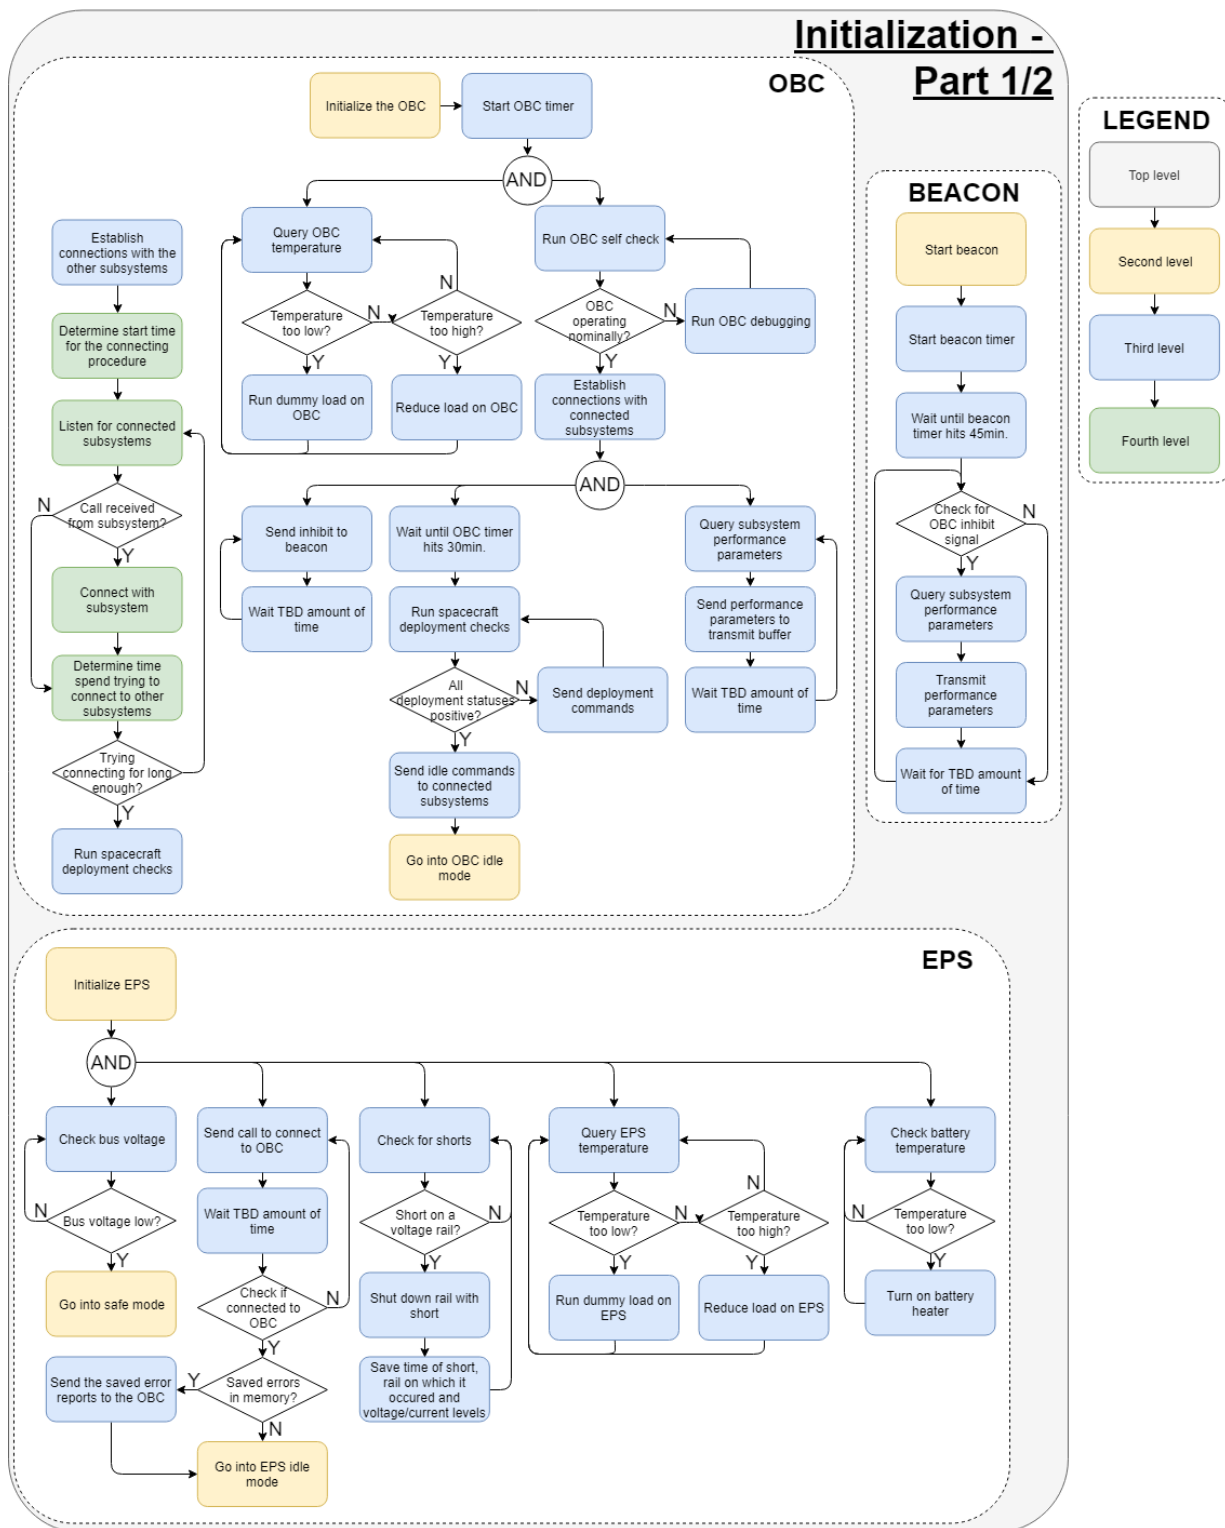 Initialization -
Part 1/2
OBC
Initialize the OBC
Start OBC timer
AND
Query OBC
temperature
Run OBC self check
N
Temperature
too low?
N
Temperature
too high?
OBC
operating
nominally?
N
Run OBC debugging
Y
Y
Y
Run dummy load on
OBC
Reduce load on OBC
Establish
connections with
connected
subsystems
AND
Establish
connections with the
other subsystems
Determine start time
for the connecting
procedure
Listen for connected
subsystems
N
Call received
from subsystem?
Y
Connect with
subsystem
Determine time
spend trying to
connect to other
subsystems
Trying
connecting for long
enough?
Y
Run spacecraft
deployment checks
Send inhibit to
beacon
Wait TBD amount of
time
Wait until OBC timer
hits 30min.
Run spacecraft
deployment checks
All
deployment statuses
positive?
N
Send deployment
commands
Y
Send idle commands
to connected
subsystems
Go into OBC idle
mode
Query subsystem
performance
parameters
Send performance
parameters to
transmit buffer
Wait TBD amount of
time
BEACON
Start beacon
Start beacon timer
Wait until beacon
timer hits 45min.
Check for
OBC inhibit
signal
N
Y
Query subsystem
performance
parameters
Transmit
performance
parameters
Wait for TBD amount
of time
LEGEND
Top level
Second level
Third level
Fourth level
EPS
Initialize EPS
AND
Check bus voltage
N
Bus voltage low?
Y
Go into safe mode
Send call to connect
to OBC
Wait TBD amount of
time
Check if
connected to
OBC
N
Y
Saved errors
in memory?
Y
Send the saved error
reports to the OBC
N
Go into EPS idle
mode
Check for shorts
Short on a
voltage rail?
N
Y
Shut down rail with
short
Save time of short,
rail on which it
occured and
voltage/current levels
Query EPS
temperature
N
Temperature
too low?
N
Temperature
too high?
Y
Y
Run dummy load on
EPS
Reduce load on EPS
Check battery
temperature
N
Temperature
too low?
Y
Turn on battery
heater